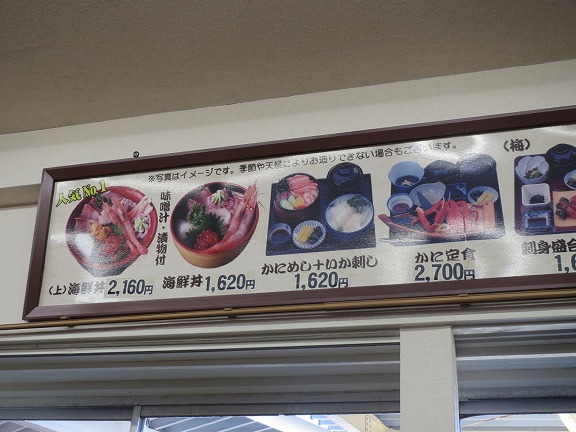 人気No.1
※写真はイメージです。季節や天候によりお造りできない場合もございます。
(上)海鮮丼2,160円
味噌汁・漬物付
海鮮丼1,620円
かにめし+いか刺し
1,620円
かに定食
2,700円
(梅)
刺身盛合